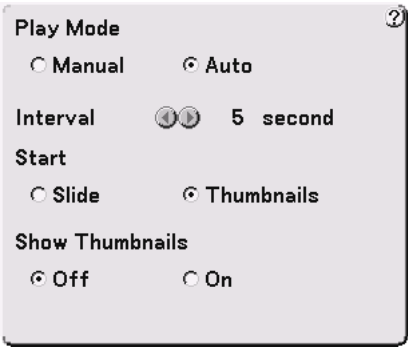 ?
Play Mode
Manual Auto
Interval 5 second
Start
Slide Thumbnails
Show Thumbnails
Off On